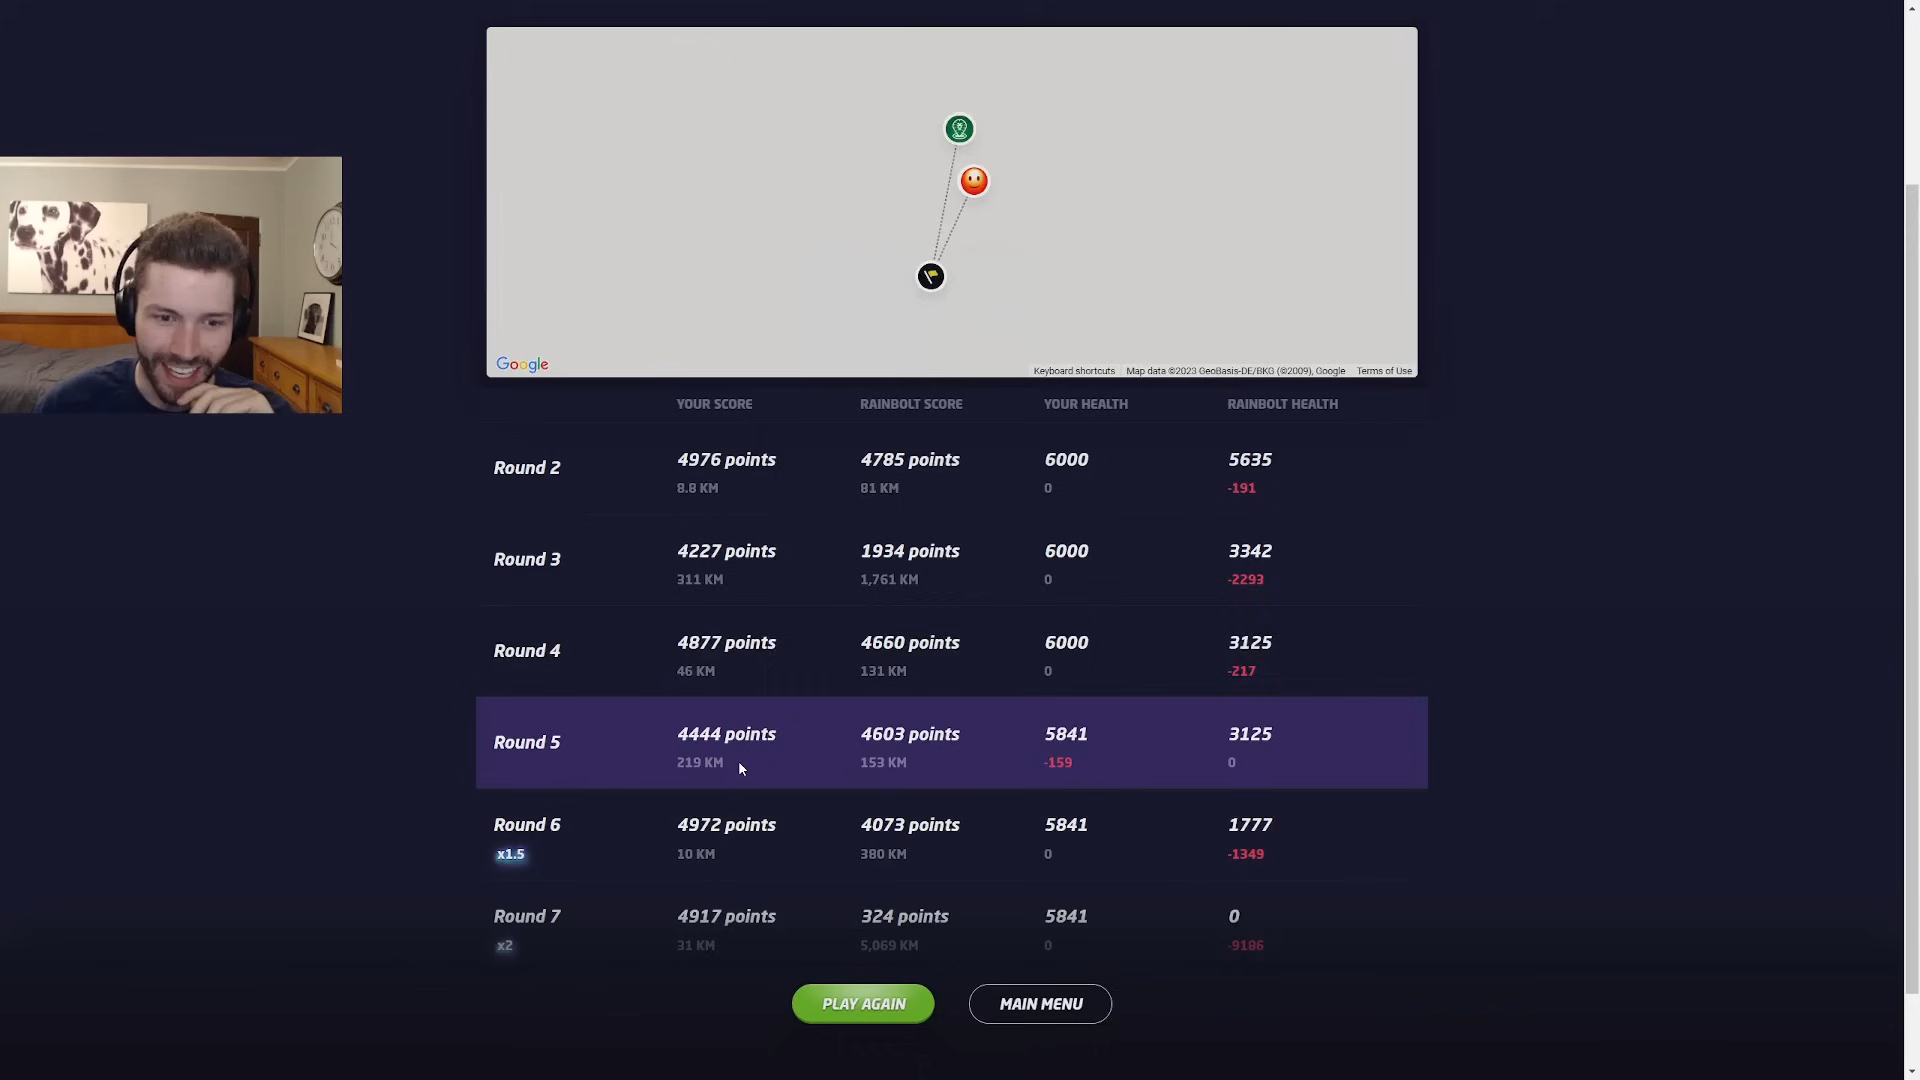 Google
Keyboard shortcuts Map data ©2023 GeoBasis-DE/BKG (©2009), Google Terms of Use
YOUR SCORE RAINBOLT SCORE YOUR HEALTH RAINBOLT HEALTH
Round 2 4976 points 4785 points 6000 5635
8.8 KM 81 KM 0 -191
Round 3 4227 points 1934 points 6000 3342
311 KM 1,761 KM 0 -2293
Round 4 4877 points 4660 points 6000 3125
46 KM 131 KM 0 -217
Round 5 4444 points 4603 points 5841 3125
219 KM 153 KM -159 0
Round 6 4972 points 4073 points 5841 1777
x1.5 10 KM 380 KM 0 -1349
Round 7 4917 points 324 points 5841 0
x2 31 KM 5,069 KM 0 -9186
PLAY AGAIN MAIN MENU